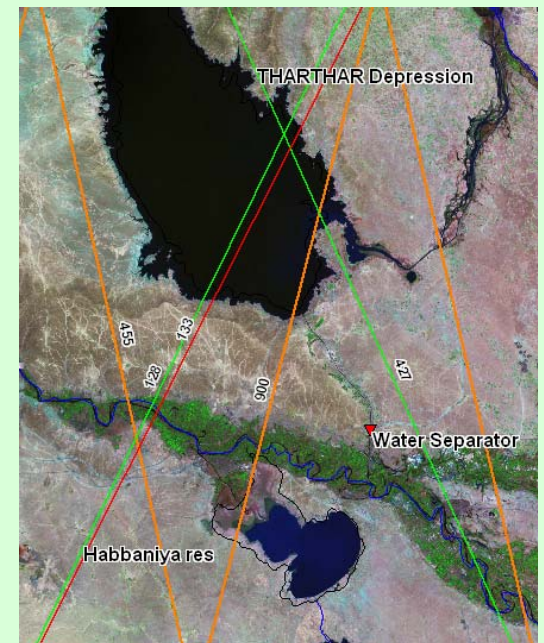 THARTHAR Depression
133
455
128
900
427
Water Separator
Habbaniya res